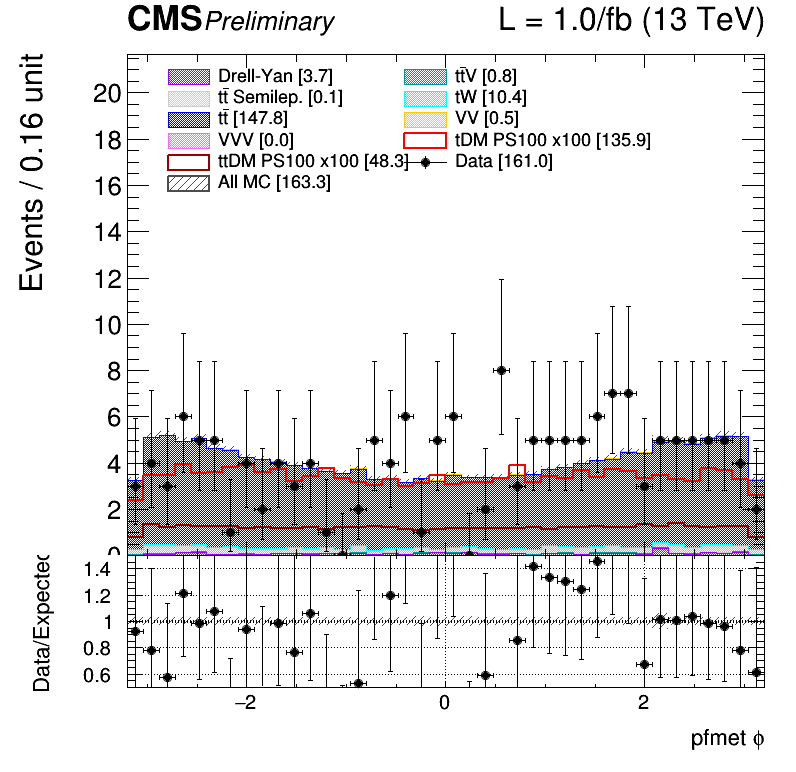 CMS Preliminary L = 1.0/fb (13 TeV)
Events / 0.16 unit
Drell-Yan [3.7] tt̄V [0.8]
tt̄ Semilep. [0.1] tW [10.4]
tt̄ [147.8] VV [0.5]
VVV [0.0] tDM PS100 x100 [135.9]
ttDM PS100 x100 [48.3] Data [161.0]
All MC [163.3]
20
18
16
14
12
10
8
6
4
2
0
Data/Expected
1.4
1.2
1
0.8
0.6
−2 0 2
pfmet ϕ